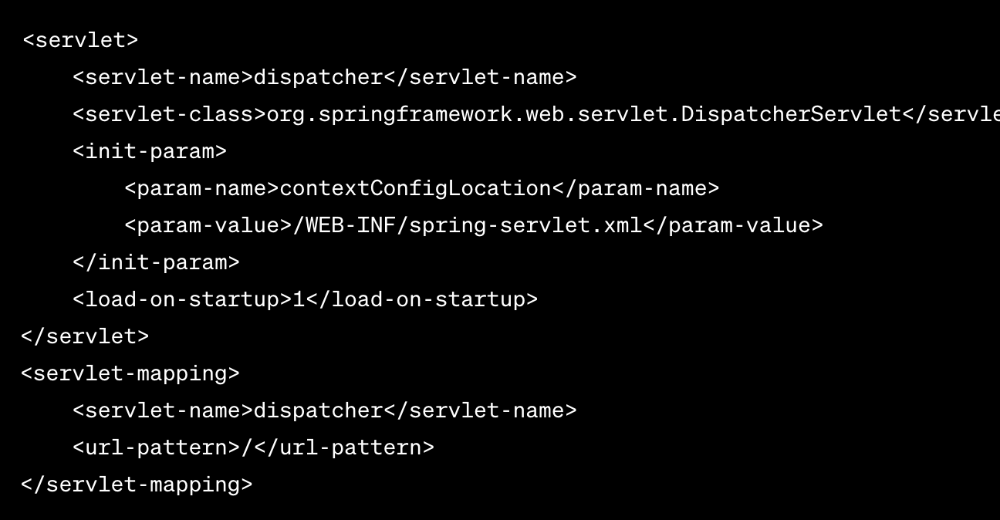 <servlet>
    <servlet-name>dispatcher</servlet-name>
    <servlet-class>org.springframework.web.servlet.DispatcherServlet</servle
    <init-param>
        <param-name>contextConfigLocation</param-name>
        <param-value>/WEB-INF/spring-servlet.xml</param-value>
    </init-param>
    <load-on-startup>1</load-on-startup>
</servlet>
<servlet-mapping>
    <servlet-name>dispatcher</servlet-name>
    <url-pattern>/</url-pattern>
</servlet-mapping>